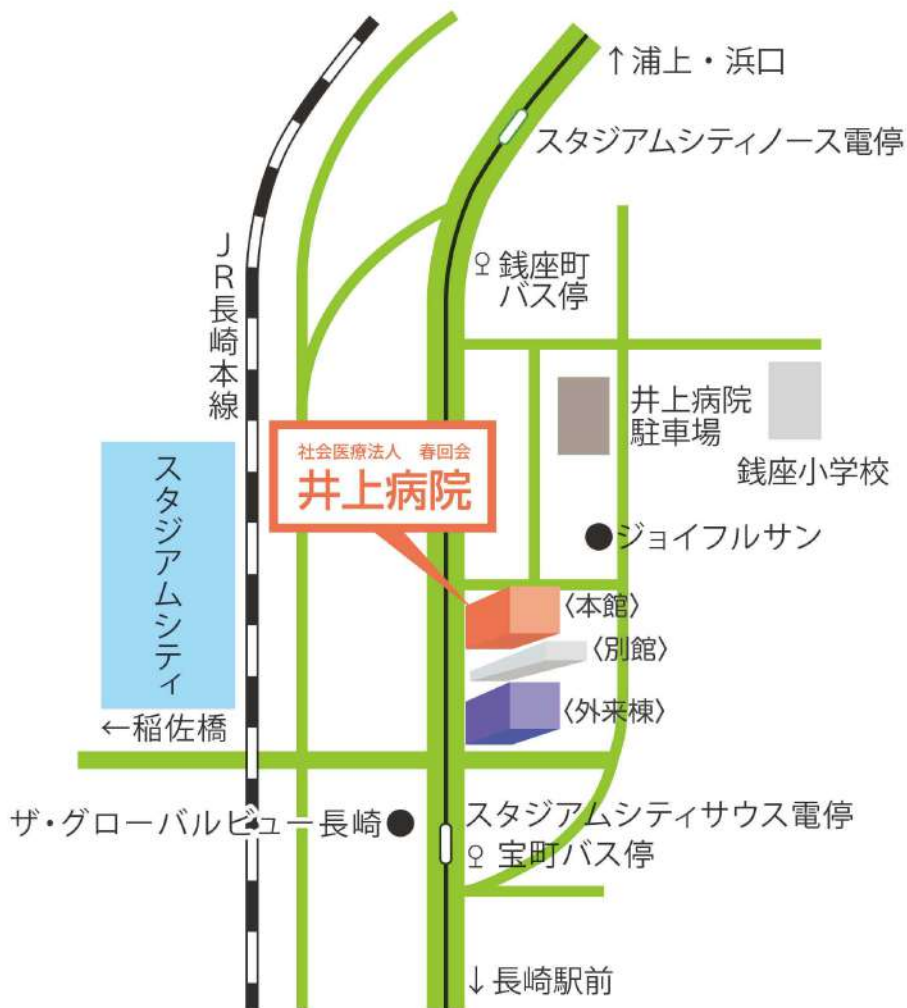 ↑浦上・浜口
スタジアムシティノース電停
銭座町
バス停
JR長崎本線
井上病院
駐車場
銭座小学校
社会医療法人　春回会
井上病院
スタジアムシティ
ジョイフルサン
〈本館〉
〈別館〉
〈外来棟〉
←稲佐橋
ザ・グローバルビュー長崎
スタジアムシティサウス電停
宝町バス停
↓長崎駅前